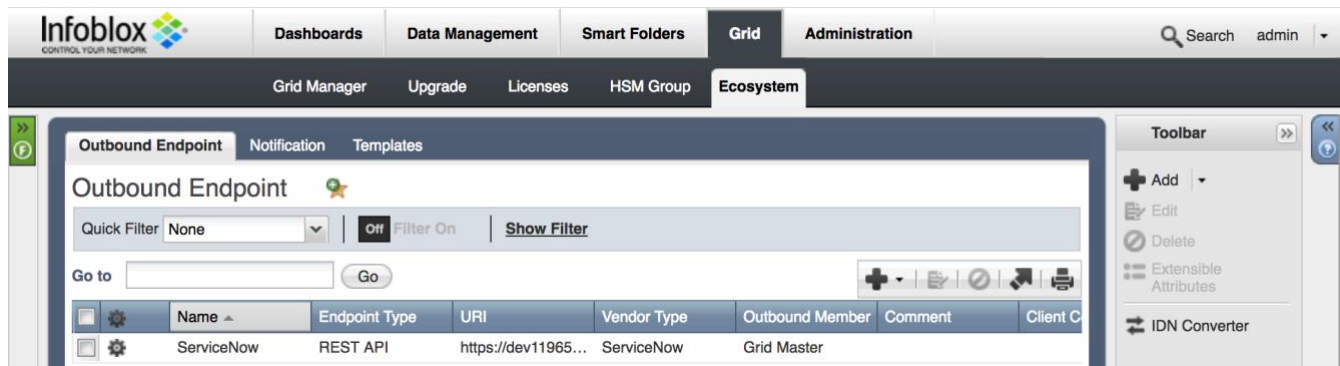 Infoblox
CONTROL YOUR NETWORK
Dashboards Data Management Smart Folders Grid Administration
Search admin
Grid Manager Upgrade Licenses HSM Group Ecosystem
Outbound Endpoint Notification Templates
Toolbar
Outbound Endpoint
Add
Quick Filter None Off Filter On Show Filter
Edit
Delete
Go to Go
Extensible
Attributes
Name Endpoint Type URI Vendor Type Outbound Member Comment Client C
IDN Converter
ServiceNow REST API https://dev11965... ServiceNow Grid Master